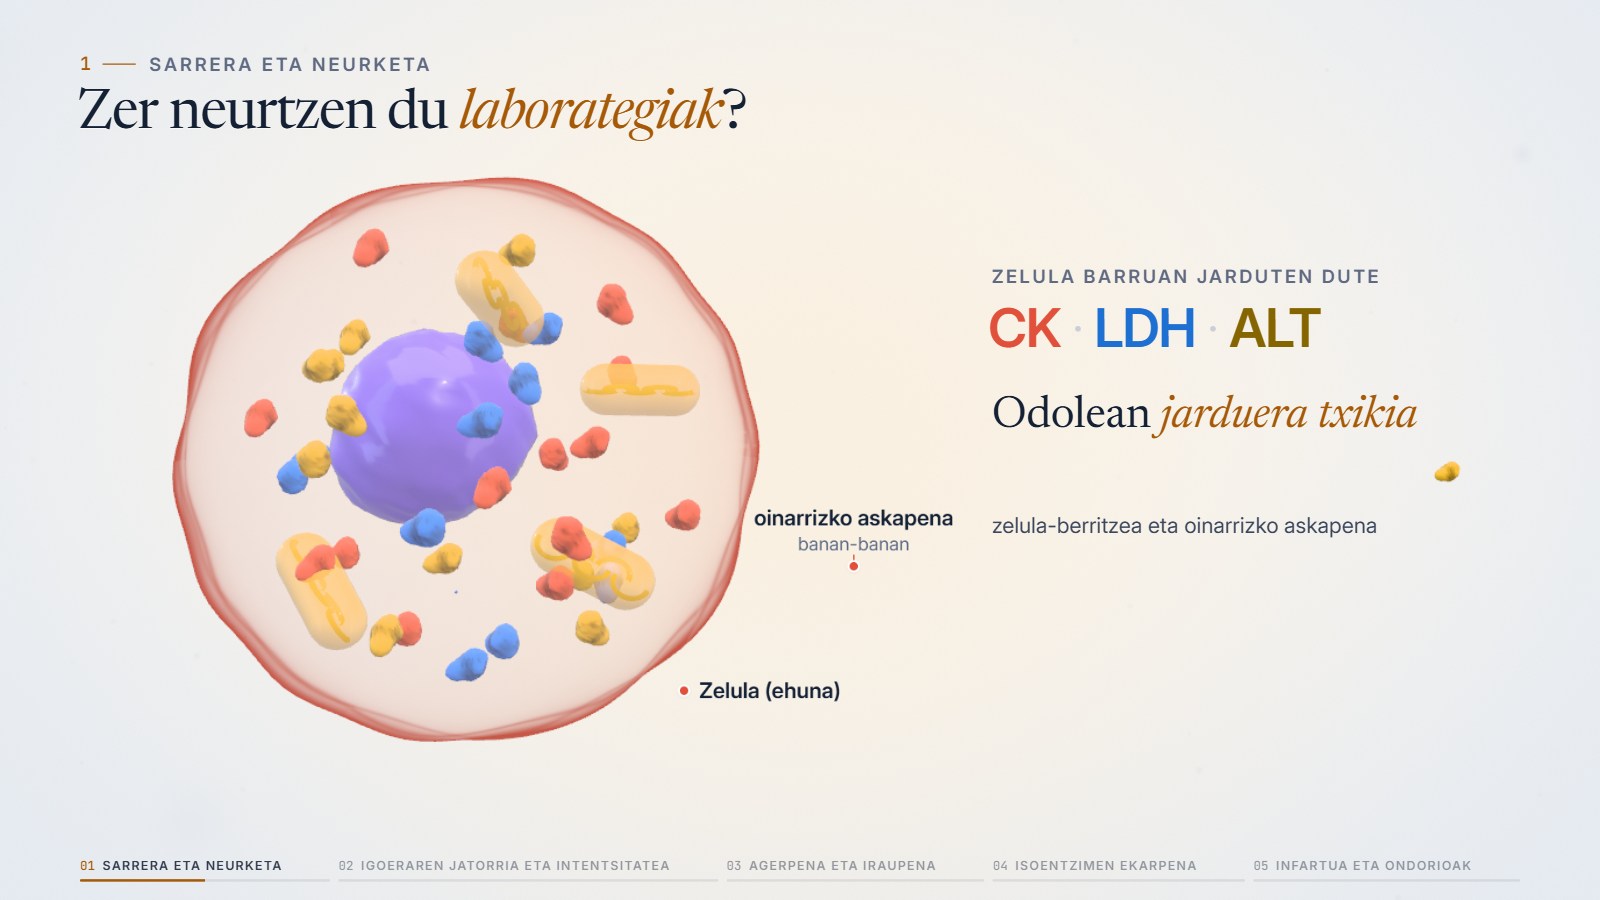 1 — SARRERA ETA NEURKETA
Zer neurtzen du laborategiak?
ZELULA BARRUAN JARDUTEN DUTE
CK · LDH · ALT
Odolean jarduera txikia
oinarrizko askapena
banan-banan
zelula-berritzea eta oinarrizko askapena
Zelula (ehuna)
01 SARRERA ETA NEURKETA
02 IGOERAREN JATORRIA ETA INTENTSITATEA
03 AGERPENA ETA IRAUPENA
04 ISOENTZIMEN EKARPENA
05 INFARTUA ETA ONDORIOAK